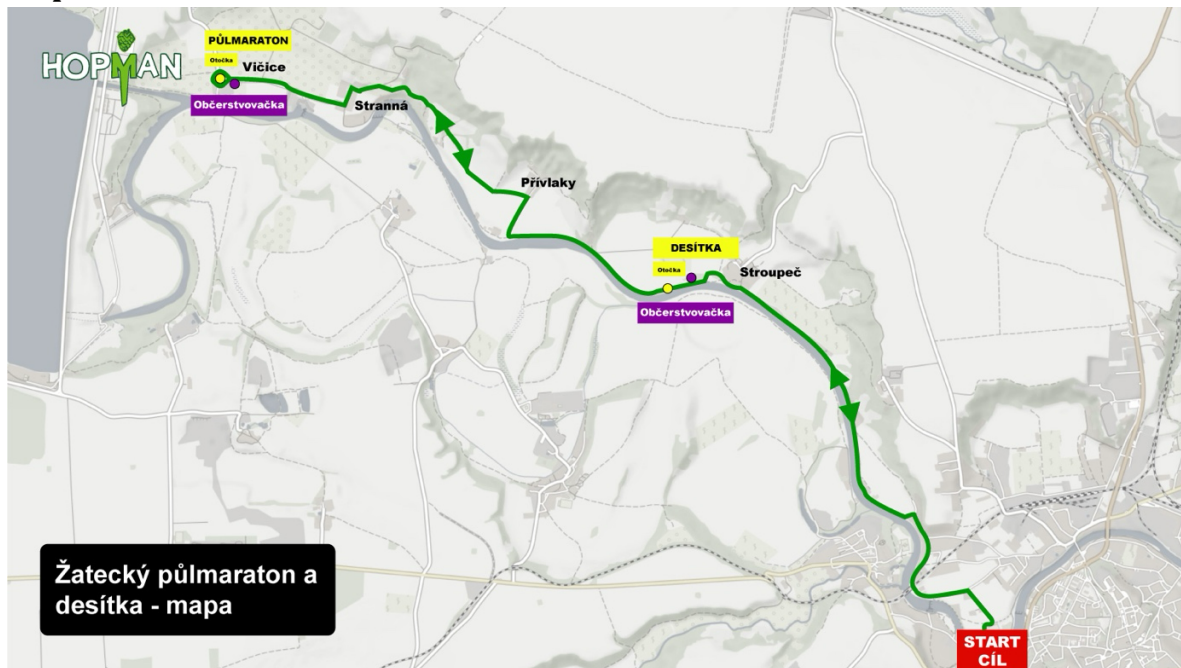 HOPMAN
PŮLMARATON
Otočka
Vičice
Občerstvovačka
Stranná
Přívlaky
DESÍTKA
Otočka
Stroupeč
Občerstvovačka
Žatecký půlmaraton a
desítka - mapa
START
CÍL